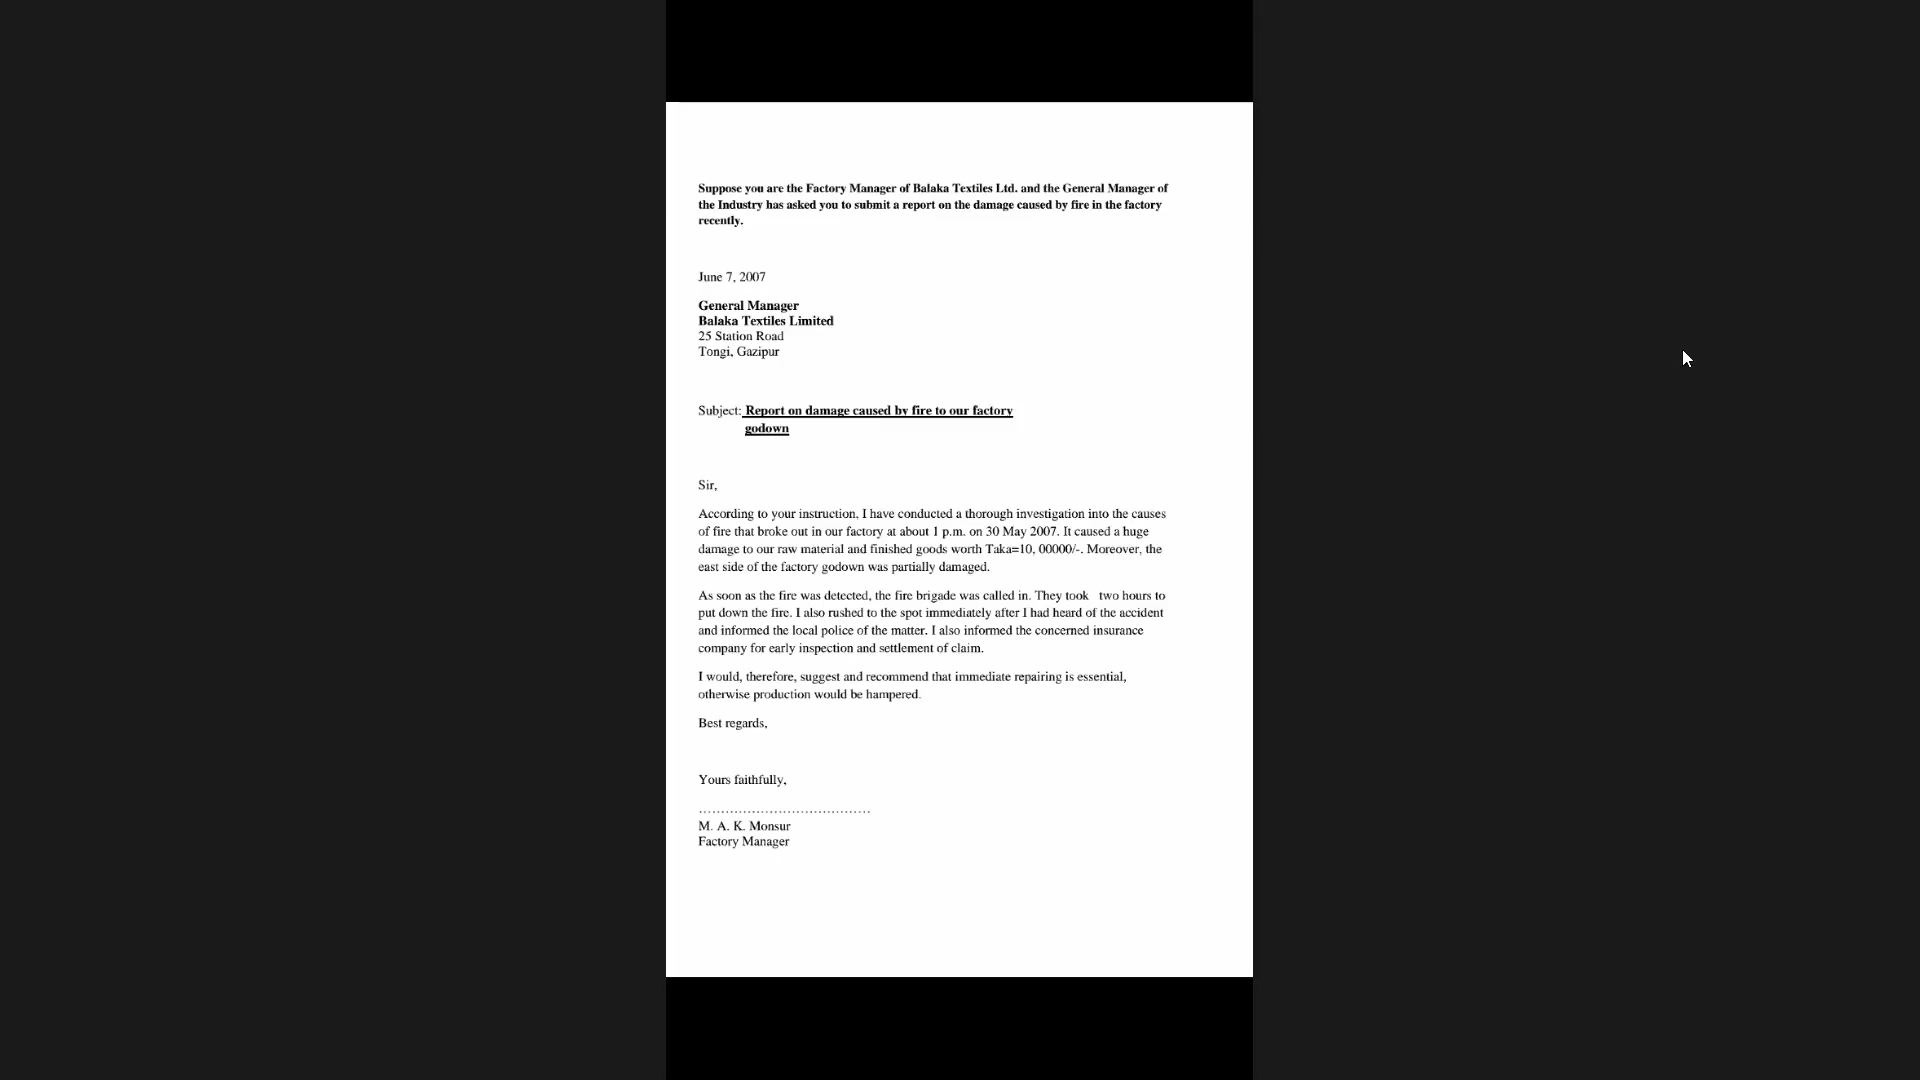 Suppose you are the Factory Manager of Balaka Textiles Ltd. and the General Manager of
the Industry has asked you to submit a report on the damage caused by fire in the factory
recently.
June 7, 2007
General Manager
Balaka Textiles Limited
25 Station Road
Tongi, Gazipur
Subject: Report on damage caused by fire to our factory
godown
Sir,
According to your instruction, I have conducted a thorough investigation into the causes
of fire that broke out in our factory at about 1 p.m. on 30 May 2007. It caused a huge
damage to our raw material and finished goods worth Taka=10, 00000/-. Moreover, the
east side of the factory godown was partially damaged.
As soon as the fire was detected, the fire brigade was called in. They took   two hours to
put down the fire. I also rushed to the spot immediately after I had heard of the accident
and informed the local police of the matter. I also informed the concerned insurance
company for early inspection and settlement of claim.
I would, therefore, suggest and recommend that immediate repairing is essential,
otherwise production would be hampered.
Best regards,
Yours faithfully,
.......................................
M. A. K. Monsur
Factory Manager